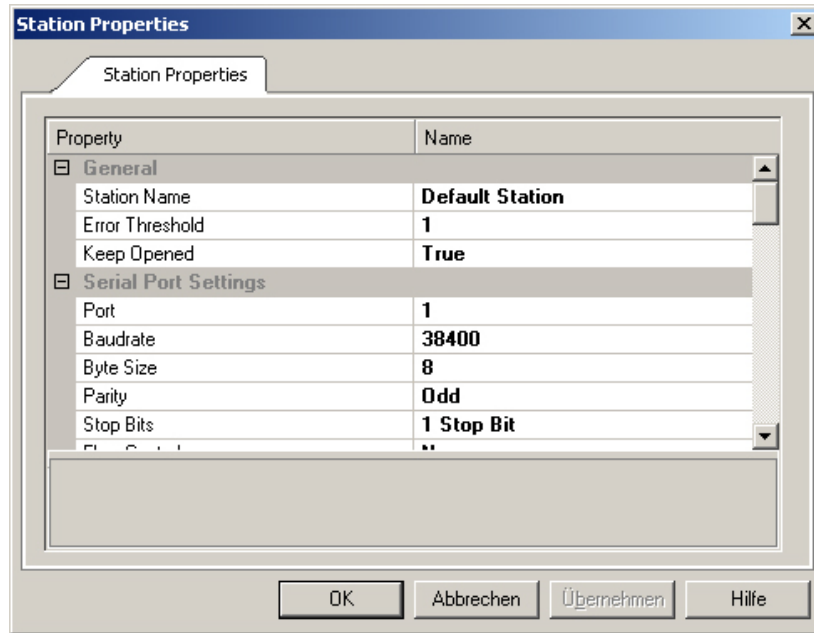 Station Properties
Station Properties
Property Name
General
Station Name Default Station
Error Threshold 1
Keep Opened True
Serial Port Settings
Port 1
Baudrate 38400
Byte Size 8
Parity Odd
Stop Bits 1 Stop Bit
OK Abbrechen Übernehmen Hilfe